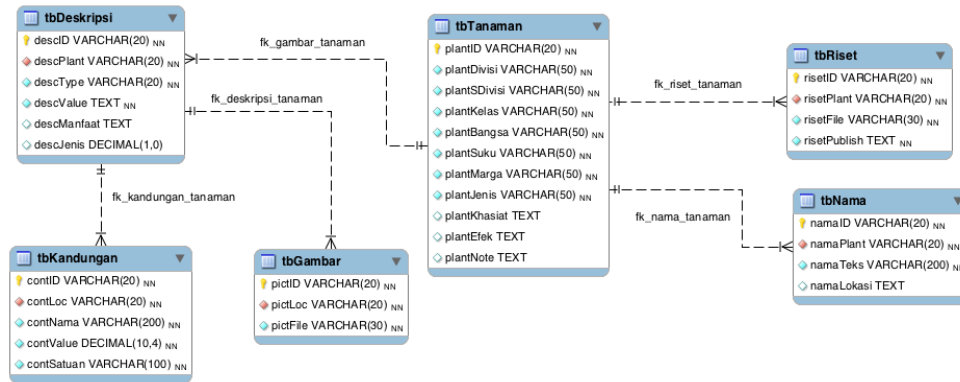 tbDeskripsi
descID VARCHAR(20) NN
descPlant VARCHAR(20) NN
descType VARCHAR(20) NN
descValue TEXT NN
descManfaat TEXT
descJenis DECIMAL(1,0)
fk_gambar_tanaman
fk_deskripsi_tanaman
fk_kandungan_tanaman
tbKandungan
contID VARCHAR(20) NN
contLoc VARCHAR(20) NN
contNama VARCHAR(200) NN
contValue DECIMAL(10,4) NN
contSatuan VARCHAR(100) NN
tbGambar
pictID VARCHAR(20) NN
pictLoc VARCHAR(20) NN
pictFile VARCHAR(30) NN
tbTanaman
plantID VARCHAR(20) NN
plantDivisi VARCHAR(50) NN
plantSDivisi VARCHAR(50) NN
plantKelas VARCHAR(50) NN
plantBangsa VARCHAR(50) NN
plantSuku VARCHAR(50) NN
plantMarga VARCHAR(50) NN
plantJenis VARCHAR(50) NN
plantKhasiat TEXT
plantEfek TEXT
plantNote TEXT
fk_riset_tanaman
fk_nama_tanaman
tbRiset
risetID VARCHAR(20) NN
risetPlant VARCHAR(20) NN
risetFile VARCHAR(30) NN
risetPublish TEXT NN
tbNama
namaID VARCHAR(20) NN
namaPlant VARCHAR(20) NN
namaTeks VARCHAR(200) NN
namaLokasi TEXT